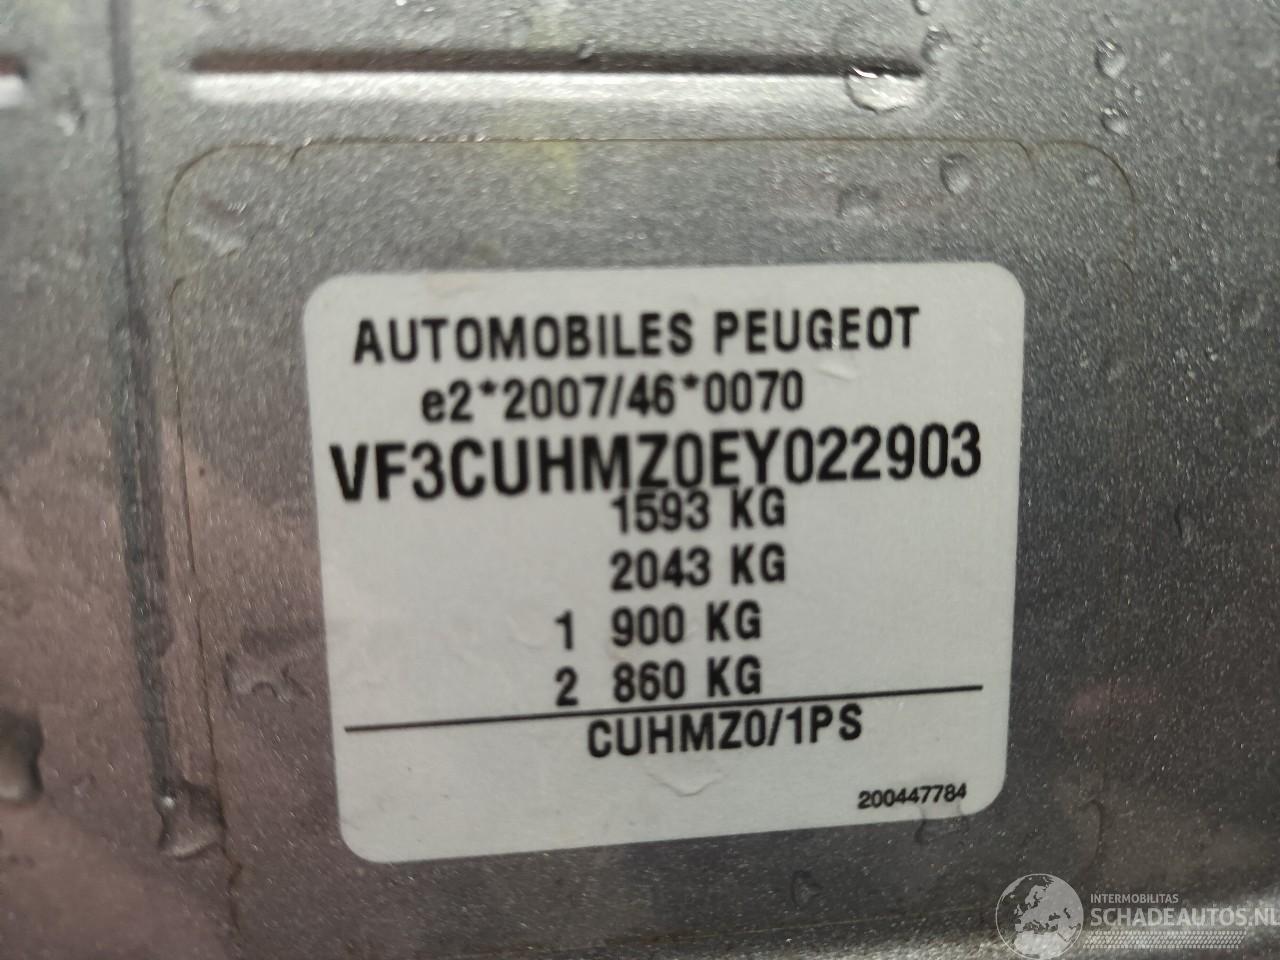 AUTOMOBILES PEUGEOT
e2*2007/46*0070
VF3CUHMZ0EY022903
1593 KG
2043 KG
1 900 KG
2 860 KG
CUHMZ0/1PS
200447784
INTERMOBILITAS
SCHADEAUTOS.NL